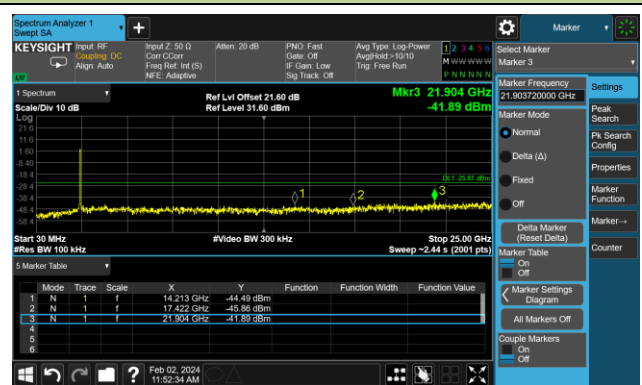 Spectrum Analyzer 1
Swept SA
Marker
KEYSIGHT
Input: RF
Coupling: DC
Align: Auto
Input Z: 50 Ω
Corr CCorr
Freq Ref: Int (S)
NFE: Adaptive
Atten: 20 dB
PNO: Fast
Gate: Off
IF Gain: Low
Sig Track: Off
Avg Type: Log-Power
Avg|Hold:>10/10
Trig: Free Run
1 2 3 4 5 6
M W W W W W
P N N N N N
Select Marker
Marker 3
1 Spectrum
Scale/Div 10 dB
Log
Ref Lvl Offset 21.60 dB
Ref Level 31.60 dBm
Mkr3 21.904 GHz
-41.89 dBm
21.6
11.6
1.60
-8.40
-18.4
-28.4
-38.4
-48.4
-58.4
DL1 -25.87 dBm
1
2
3
Start 30 MHz
#Res BW 100 kHz
#Video BW 300 kHz
Stop 25.00 GHz
Sweep ~2.44 s (2001 pts)
5 Marker Table
Mode Trace Scale X Y Function Function Width Function Value
1 N 1 f 14.213 GHz -44.49 dBm
2 N 1 f 17.422 GHz -45.86 dBm
3 N 1 f 21.904 GHz -41.89 dBm
4
5
6
Marker Frequency
21.903720000 GHz
Marker Mode
Normal
Delta (Δ)
Fixed
Off
Delta Marker
(Reset Delta)
Marker Table
On
Off
Marker Settings
Diagram
All Markers Off
Couple Markers
On
Off
Settings
Peak
Search
Pk Search
Config
Properties
Marker
Function
Marker→
Counter
?
Feb 02, 2024
11:52:34 AM